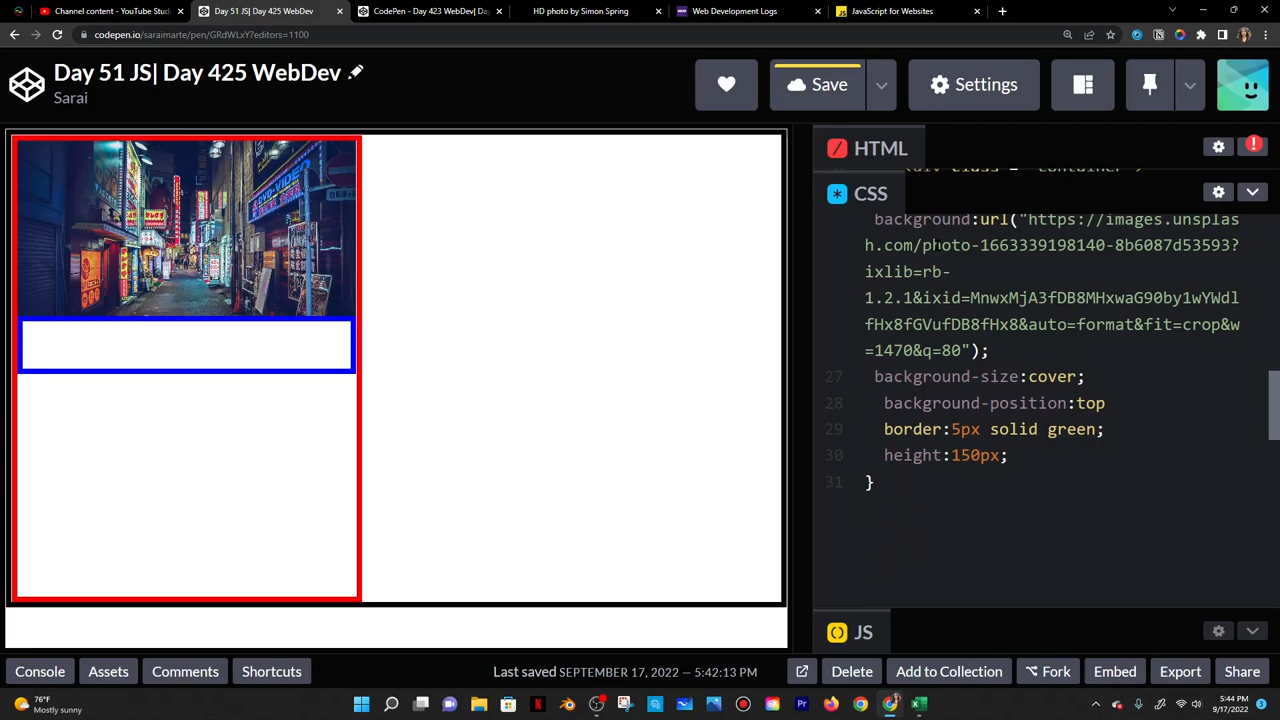 Channel content - YouTube Studi
Day 51 JS| Day 425 WebDev
CodePen - Day 423 WebDev| Da
HD photo by Simon Spring
Web Development Logs
JavaScript for Websites
codepen.io/saraimarte/pen/GRdWLxY?editors=1100
Day 51 JS| Day 425 WebDev
Sarai
Save
Settings
HTML
<div class = "container">
CSS
background:url("https://images.unsplas
h.com/photo-1663339198140-8b6087d53593?
ixlib=rb-
1.2.1&ixid=MnwxMjA3fDB8MHxwaG90by1wYWdl
fHx8fGVufDB8fHx8&auto=format&fit=crop&w
=1470&q=80");
27 background-size:cover;
28 background-position:top
29 border:5px solid green;
30 height:150px;
31 }
DVD•VIDEO
JS
Console
Assets
Comments
Shortcuts
Last saved SEPTEMBER 17, 2022 — 5:42:13 PM
Delete
Add to Collection
Fork
Embed
Export
Share
76°F
Mostly sunny
5:44 PM
9/17/2022